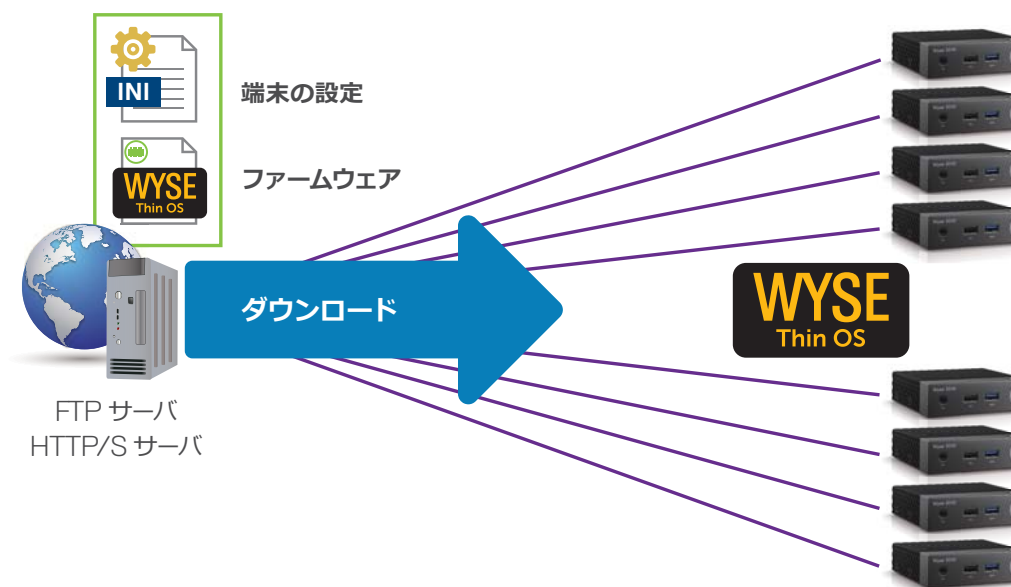 INI
端末の設定
WYSE
Thin OS
ファームウェア
ダウンロード
WYSE
Thin OS
FTP サーバ
HTTP/S サーバ